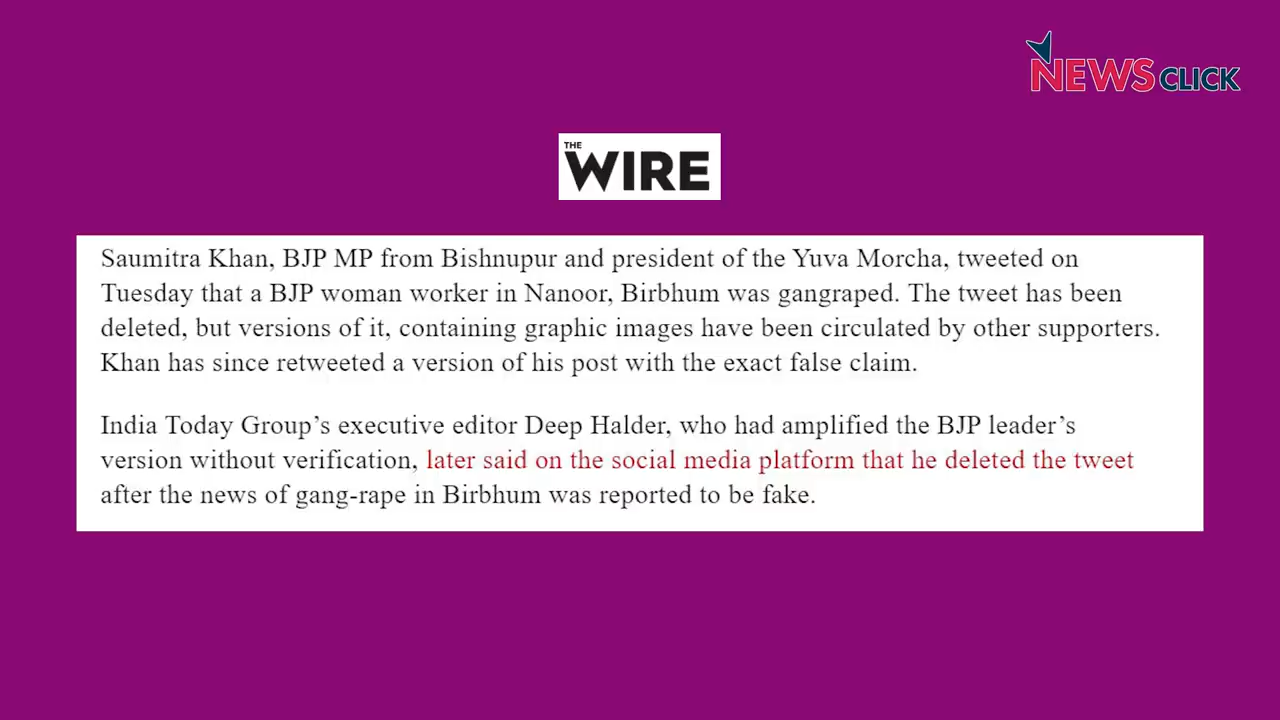 NEWSCLICK
THE
WIRE
Saumitra Khan, BJP MP from Bishnupur and president of the Yuva Morcha, tweeted on
Tuesday that a BJP woman worker in Nanoor, Birbhum was gangraped. The tweet has been
deleted, but versions of it, containing graphic images have been circulated by other supporters.
Khan has since retweeted a version of his post with the exact false claim.
India Today Group’s executive editor Deep Halder, who had amplified the BJP leader’s
version without verification, later said on the social media platform that he deleted the tweet
after the news of gang-rape in Birbhum was reported to be fake.